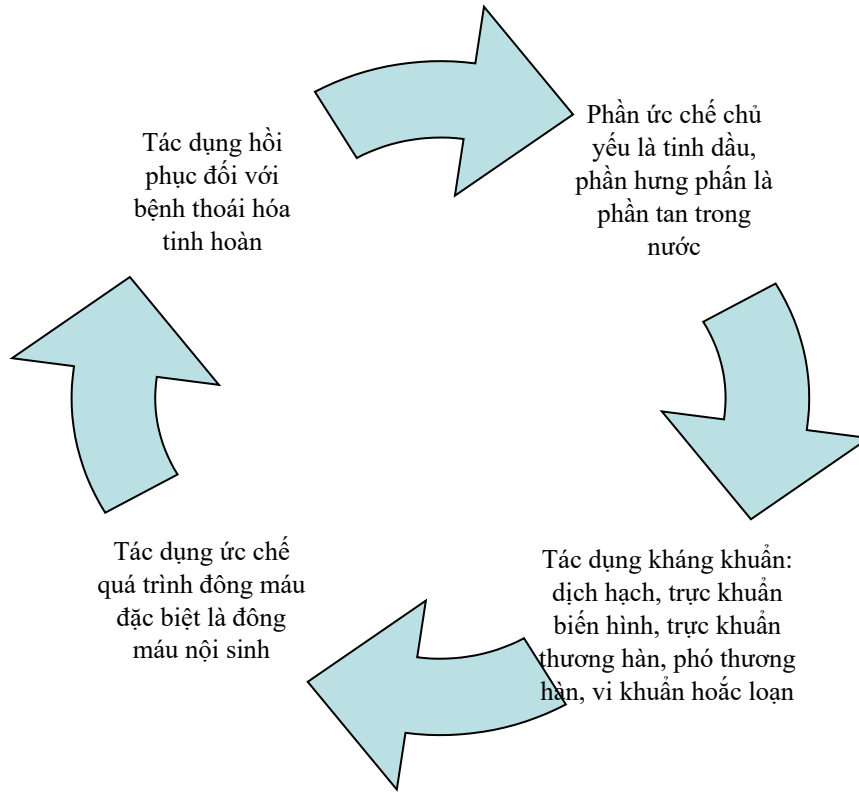 Tác dụng hồi
phục đối với
bệnh thoái hóa
tinh hoàn
Phần ức chế chủ
yếu là tinh dầu,
phần hưng phấn là
phần tan trong
nước
Tác dụng kháng khuẩn:
dịch hạch, trực khuẩn
biến hình, trực khuẩn
thương hàn, phó thương
hàn, vi khuẩn hoắc loạn
Tác dụng ức chế
quá trình đông máu
đặc biệt là đông
máu nội sinh